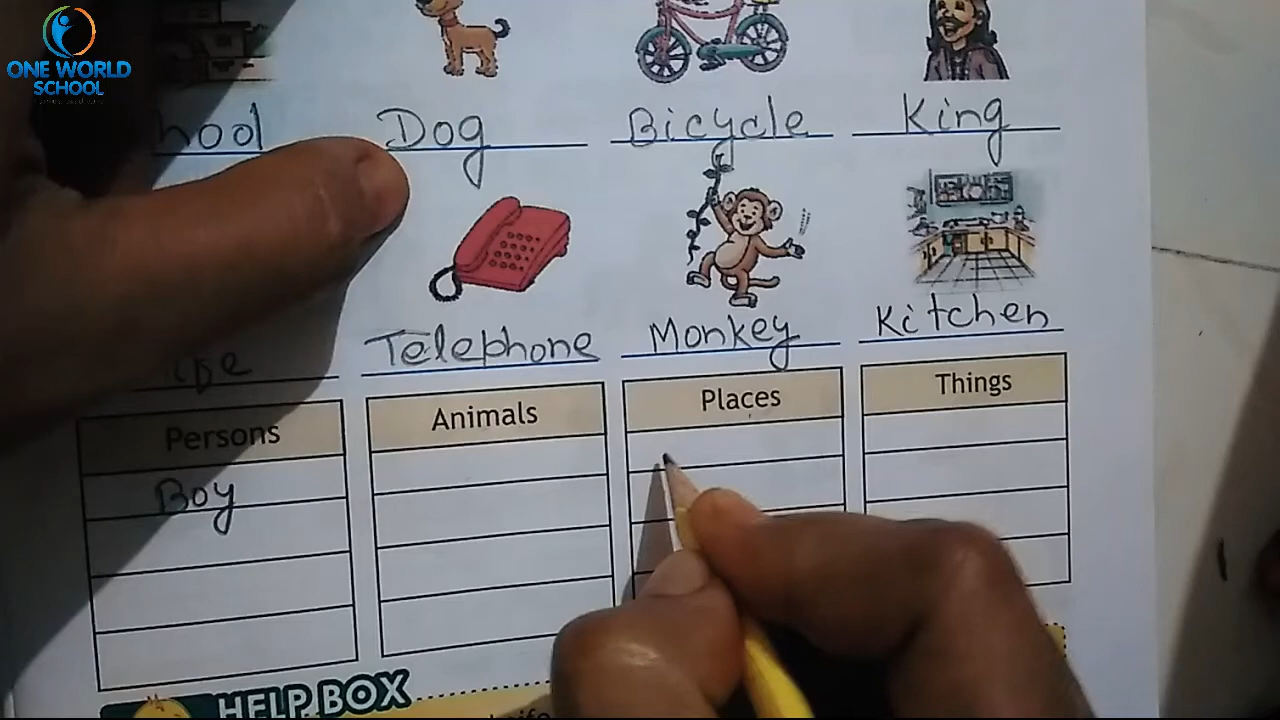 ONE WORLD
SCHOOL
hool Dog Bicycle King
Telephone Monkey Kitchen
Persons Animals Places Things
Boy
HELP BOX